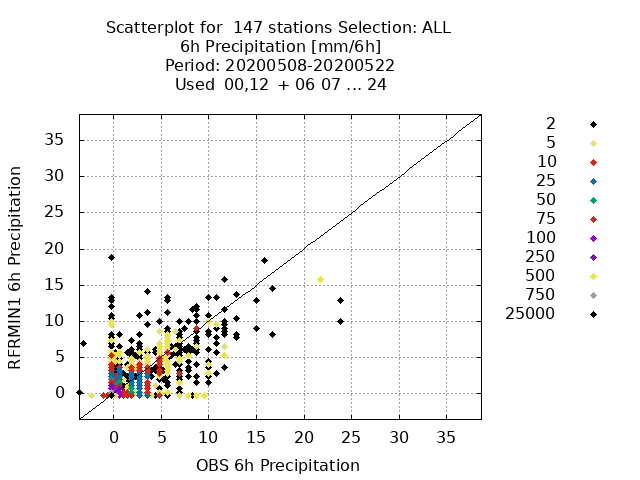 Scatterplot for  147 stations Selection: ALL
6h Precipitation [mm/6h]
Period: 20200508-20200522
Used  00,12  + 06 07 ... 24
RFRMIN1 6h Precipitation
35
30
25
20
15
10
5
0
0 5 10 15 20 25 30 35
OBS 6h Precipitation
2
5
10
25
50
75
100
250
500
750
25000